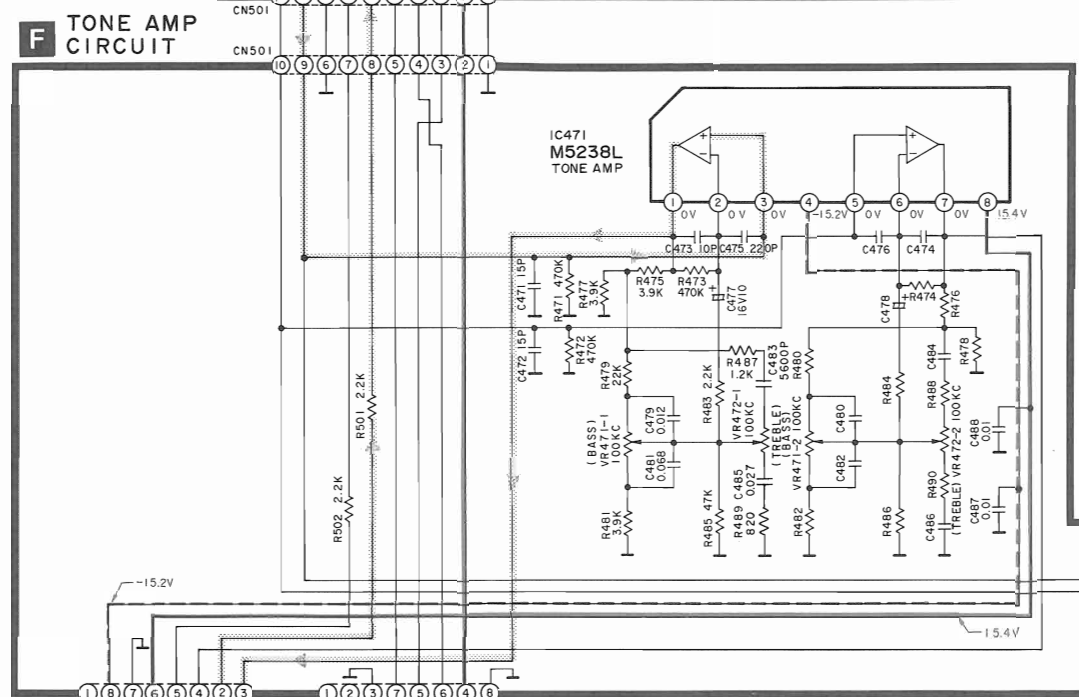 CN501
F TONE AMP
CIRCUIT
CN501
10 9 6 7 8 5 4 3 2 1
IC471
M5238L
TONE AMP
+ - + -
1 2 3 4 5 6 7 8
0V 0V 0V -15.2V 0V 0V 0V 15.4V
C473 10P C475 220P C476 C474
C471 15P
R471 470K
R477 3.9K
R475
3.9K
R473
470K
+
C477
16V10
C478
+
R474
R476
C472 15P
R472
470K
R479
22K
R487
1.2K
C483
5600P
R480
C484
R478
R501 2.2K
R483 2.2K
R484
R488
(BASS)
VR471-1
100KC
C479
0.012
C481
0.068
VR472-1
100KC
(TREBLE)
(BASS)
VR471-2 100KC
C480
C482
(TREBLE) VR472-2 100KC
C488
0.01
R502 2.2K
R481
3.9K
R485 47K
C485
0.027
R489
820
R482
R486
R490
C486
C487
0.01
-15.2V
15.4V
1 8 7 6 5 4 2 3
1 2 3 7 5 6 4 8